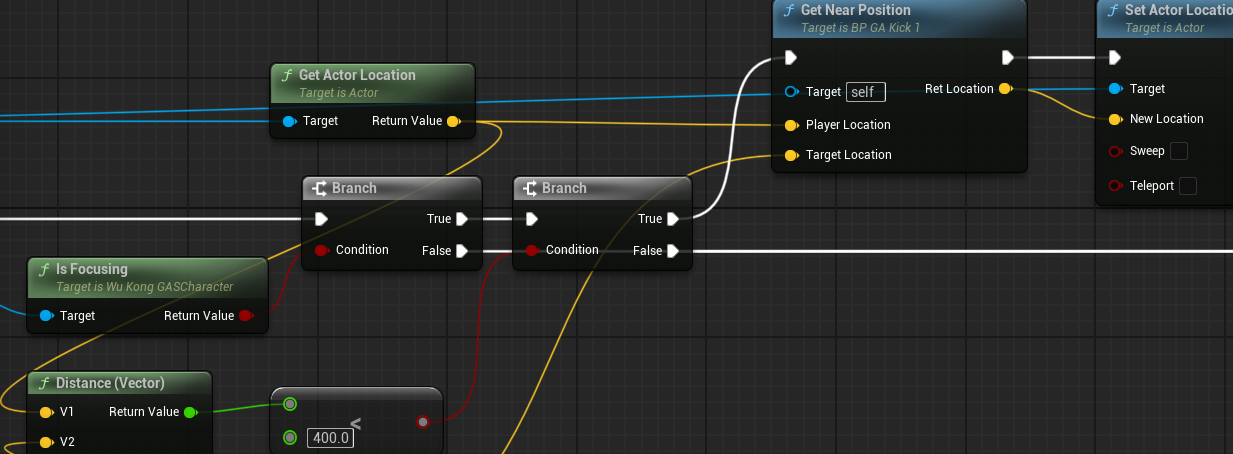 Get Near Position
Target is BP GA Kick 1
Target self
Ret Location
Player Location
Target Location
Set Actor Locatio
Target is Actor
Target
New Location
Sweep
Teleport
Get Actor Location
Target is Actor
Target
Return Value
Branch
True
Condition
False
Branch
True
Condition
False
Is Focusing
Target is Wu Kong GASCharacter
Target
Return Value
Distance (Vector)
V1
Return Value
V2
<
400.0